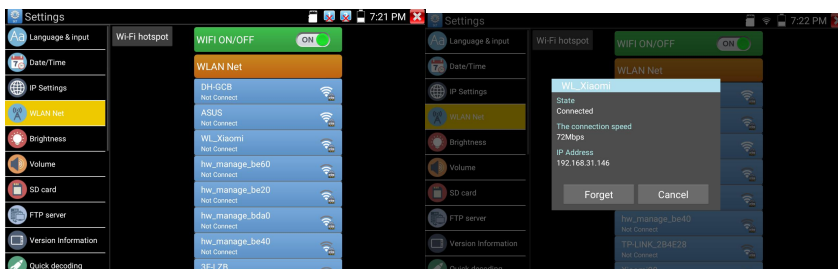 Settings
7:21 PM
Language & input
Date/Time
IP Settings
WLAN Net
Brightness
Volume
SD card
FTP server
Version Information
Quick decoding
Wi-Fi hotspot
WIFI ON/OFF
ON
WLAN Net
DH-GCB
Not Connect
ASUS
Not Connect
WL_Xiaomi
Not Connect
hw_manage_be60
Not Connect
hw_manage_be20
Not Connect
hw_manage_bda0
Not Connect
hw_manage_be40
Not Connect
3F-LZB
Settings
7:22 PM
Language & input
Date/Time
IP Settings
WLAN Net
Brightness
Volume
SD card
FTP server
Version Information
Quick decoding
Wi-Fi hotspot
WIFI ON/OFF
ON
WLAN Net
WL_Xiaomi
State
Connected
The connection speed
72Mbps
IP Address
192.168.31.146
Forget
Cancel
hw_manage_be40
Not Connect
TP-LINK_2B4E28
Not Connect